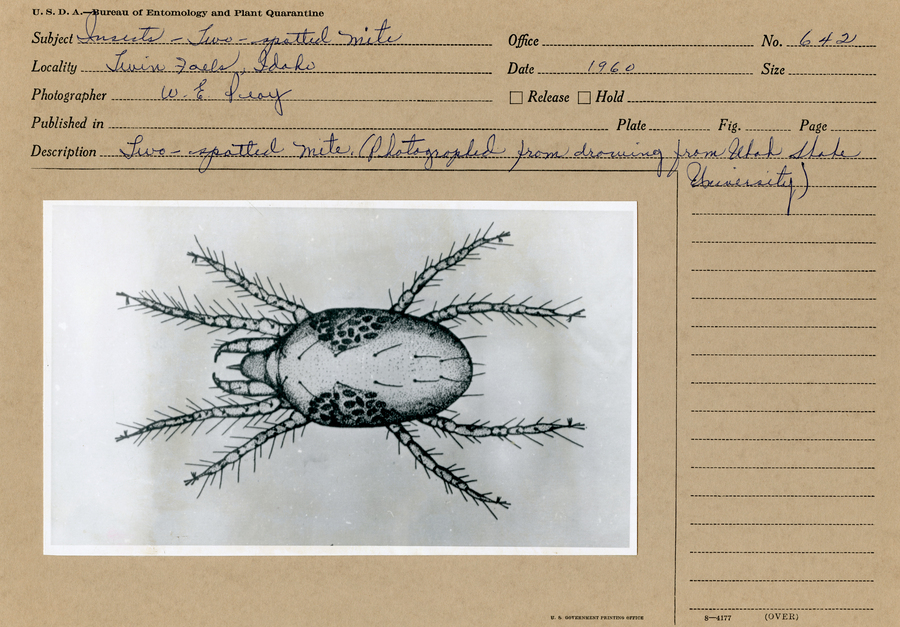 U. S. D. A.—Bureau of Entomology and Plant Quarantine
Subject Insects - Two-spotted mite Office No. 642
Locality Twin Falls, Idaho Date 1960 Size
Photographer W. E. Peay Release Hold
Published in Plate Fig. Page
Description Two-spotted mite (Photographed from drawing from Utah State
University)
U. S. GOVERNMENT PRINTING OFFICE 8—4177 (OVER)